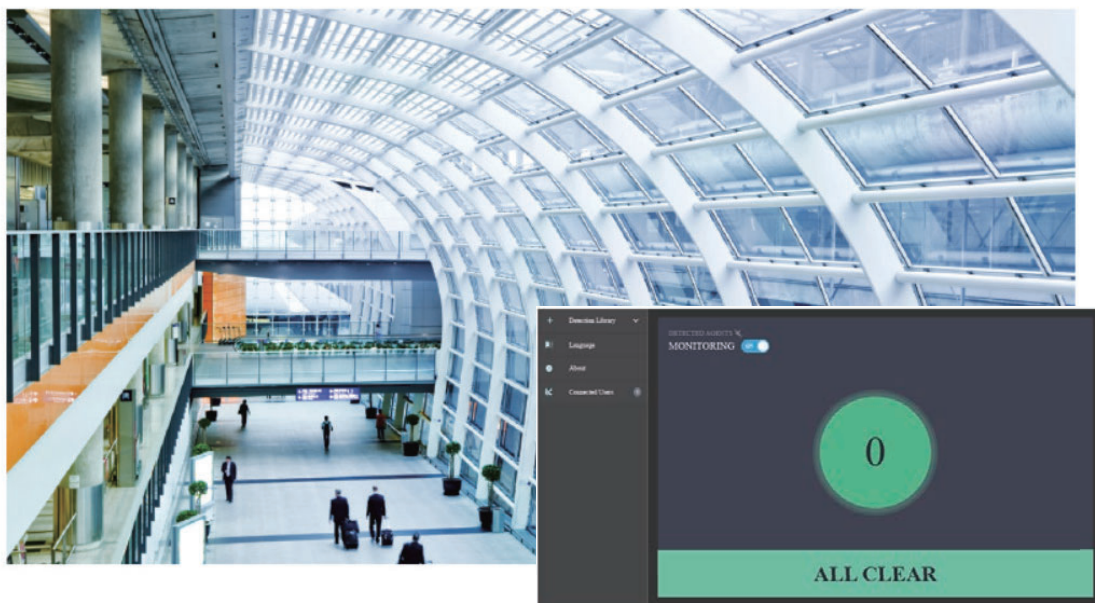 Detection Library
Language
About
Connected Users
DETECTED AGENTS
MONITORING
ON
0
ALL CLEAR